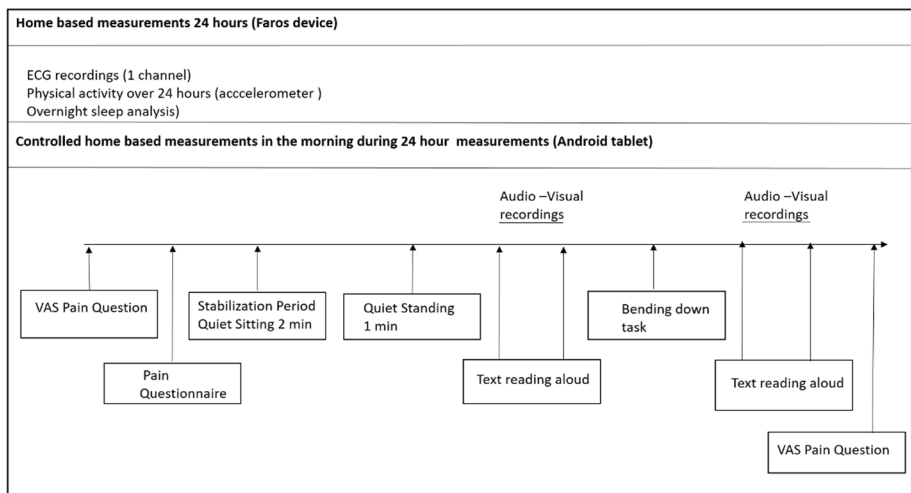 Home based measurements 24 hours (Faros device)
ECG recordings (1 channel)
Physical activity over 24 hours (acccelerometer )
Overnight sleep analysis)
Controlled home based measurements in the morning during 24 hour measurements (Android tablet)
Audio –Visual
recordings
Audio –Visual
recordings
VAS Pain Question
Pain
Questionnaire
Stabilization Period
Quiet Sitting 2 min
Quiet Standing
1 min
Text reading aloud
Bending down
task
Text reading aloud
VAS Pain Question